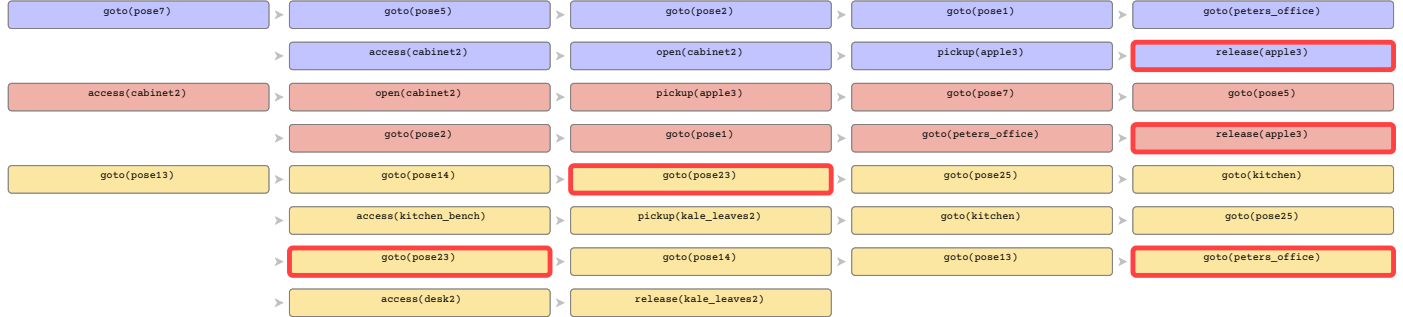 goto(pose7) goto(pose5) goto(pose2) goto(pose1) goto(peters_office)
access(cabinet2) open(cabinet2) pickup(apple3) release(apple3)
access(cabinet2) open(cabinet2) pickup(apple3) goto(pose7) goto(pose5)
goto(pose2) goto(pose1) goto(peters_office) release(apple3)
goto(pose13) goto(pose14) goto(pose23) goto(pose25) goto(kitchen)
access(kitchen_bench) pickup(kale_leaves2) goto(kitchen) goto(pose25)
goto(pose23) goto(pose14) goto(pose13) goto(peters_office)
access(desk2) release(kale_leaves2)